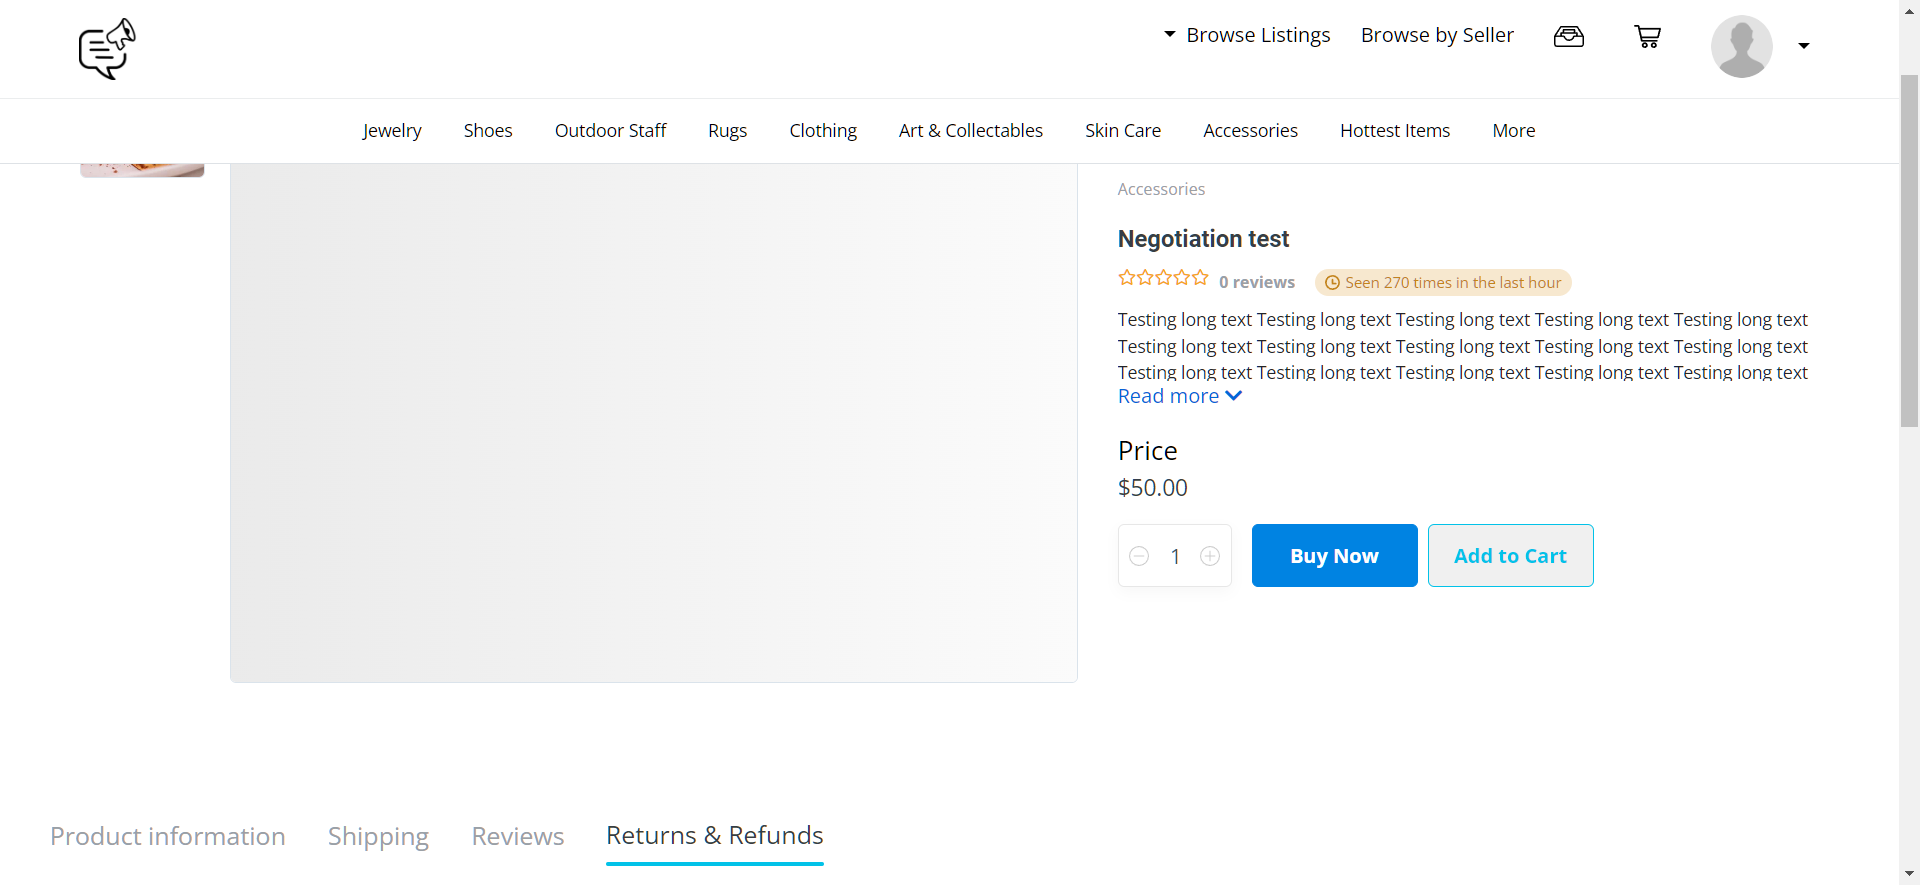 Browse Listings Browse by Seller
Jewelry Shoes Outdoor Staff Rugs Clothing Art & Collectables Skin Care Accessories Hottest Items More
Accessories
Negotiation test
0 reviews Seen 270 times in the last hour
Testing long text Testing long text Testing long text Testing long text Testing long text
Testing long text Testing long text Testing long text Testing long text Testing long text
Testing long text Testing long text Testing long text Testing long text Testing long text
Read more
Price
$50.00
1 Buy Now Add to Cart
Product information Shipping Reviews Returns & Refunds